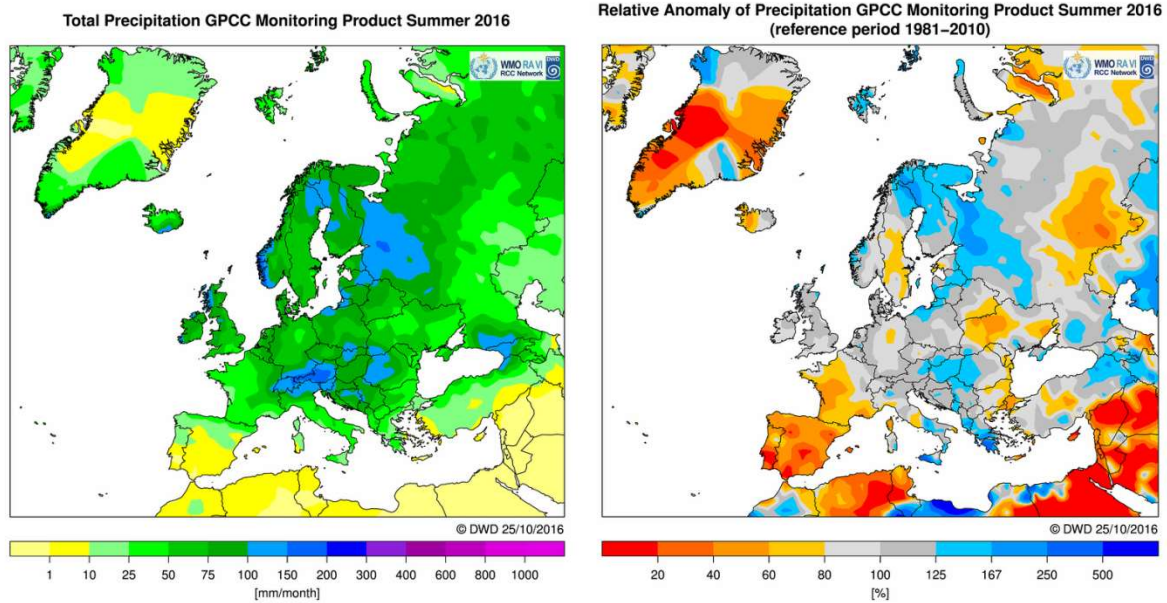 Total Precipitation GPCC Monitoring Product Summer 2016
WMO RA VI
RCC Network
DWD
© DWD 25/10/2016
1 10 25 50 75 100 150 200 300 400 600 800 1000
[mm/month]
Relative Anomaly of Precipitation GPCC Monitoring Product Summer 2016
(reference period 1981–2010)
WMO RA VI
RCC Network
DWD
© DWD 25/10/2016
20 40 60 80 100 125 167 250 500
[%]